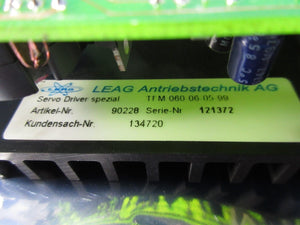 LEAG Antriebstechnik AG
Servo Driver spezial TFM 060-06-05-99
Artikel-Nr. 90228 Serie-Nr. 121372
Kundensach-Nr. 134720